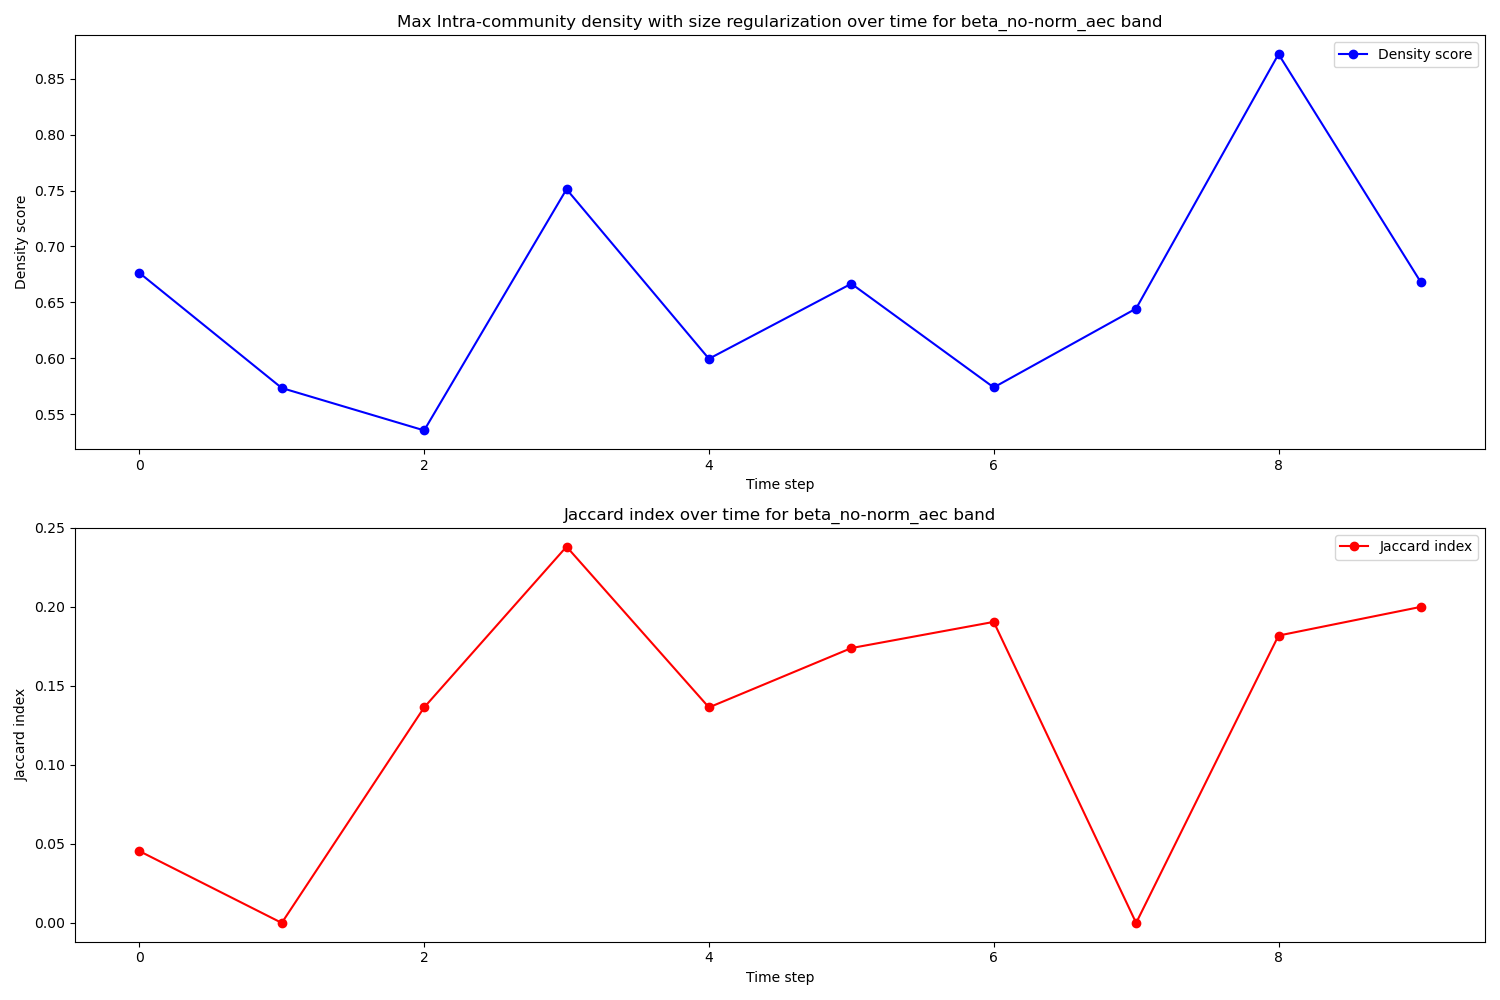 Max Intra-community density with size regularization over time for beta_no-norm_aec band
Density score
0.85
0.80
0.75
0.70
0.65
0.60
0.55
Density score
0 2 4 6 8
Time step
Jaccard index over time for beta_no-norm_aec band
Jaccard index
0.25
0.20
0.15
0.10
0.05
0.00
Jaccard index
0 2 4 6 8
Time step